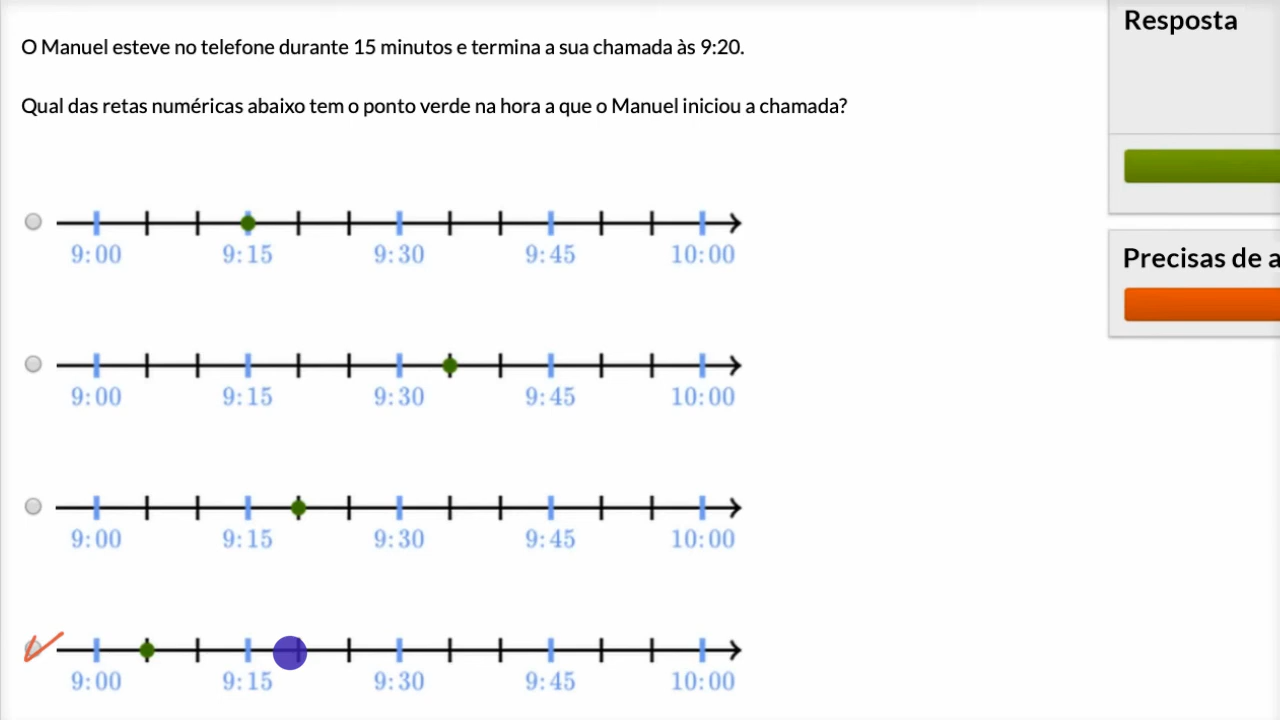 O Manuel esteve no telefone durante 15 minutos e termina a sua chamada às 9:20.
Qual das retas numéricas abaixo tem o ponto verde na hora a que o Manuel iniciou a chamada?
9:00 9:15 9:30 9:45 10:00
9:00 9:15 9:30 9:45 10:00
9:00 9:15 9:30 9:45 10:00
9:00 9:15 9:30 9:45 10:00
Resposta
Precisas de a